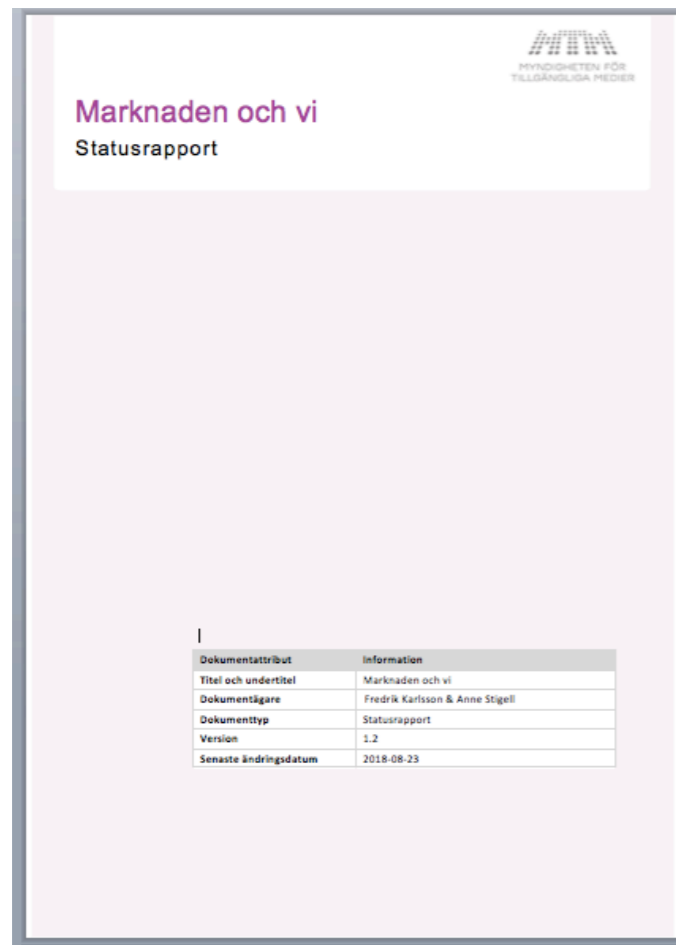 MTM
MYNDIGHETEN FÖR
TILLGÄNGLIGA MEDIER
Marknaden och vi
Statusrapport
Dokumentattribut Information
Titel och undertitel Marknaden och vi
Dokumentägare Fredrik Karlsson & Anne Stigell
Dokumenttyp Statusrapport
Version 1.2
Senaste ändringsdatum 2018-08-23